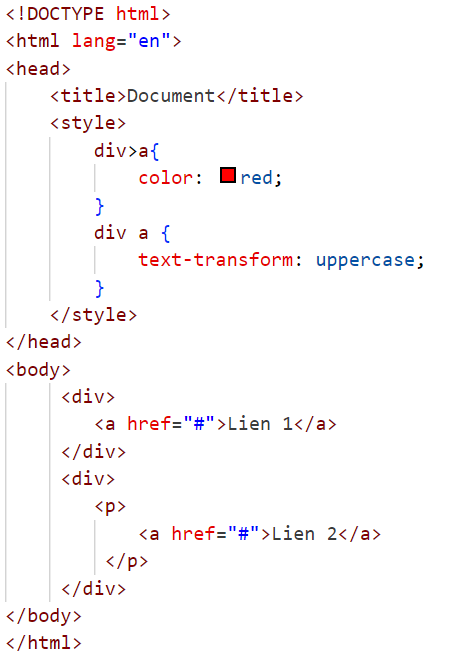 <!DOCTYPE html>
<html lang="en">
<head>
    <title>Document</title>
    <style>
        div>a{
            color: red;
        }
        div a {
            text-transform: uppercase;
        }
    </style>
</head>
<body>
     <div>
        <a href="#">Lien 1</a>
     </div>
     <div>
        <p>
            <a href="#">Lien 2</a>
         </p>
     </div>
</body>
</html>